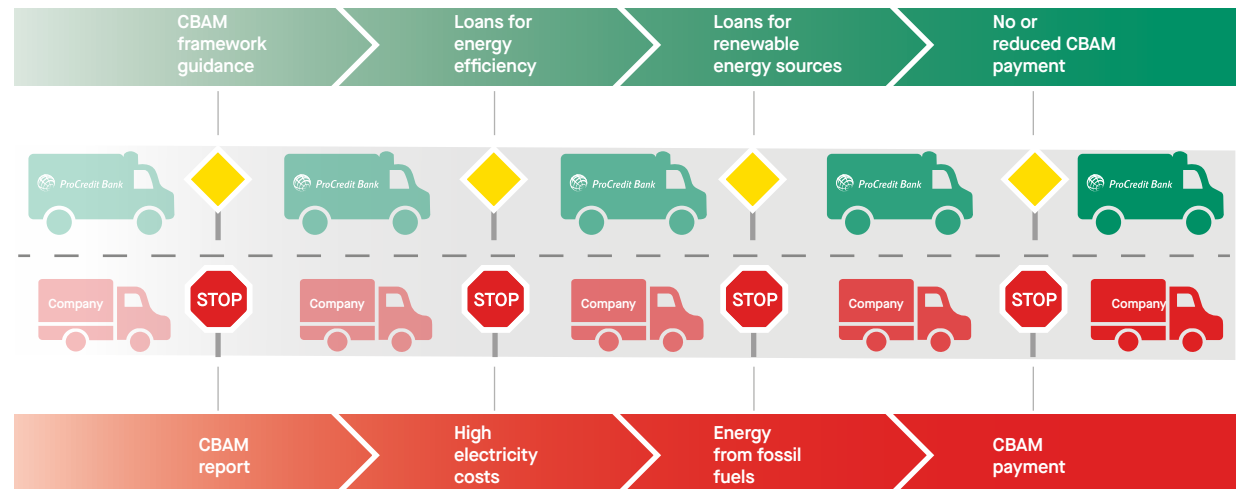 CBAM
framework
guidance
Loans for
energy
efficiency
Loans for
renewable
energy sources
No or
reduced CBAM
payment
ProCredit Bank
ProCredit Bank
ProCredit Bank
ProCredit Bank
ProCredit Bank
Company
STOP
Company
STOP
Company
STOP
Company
STOP
Company
CBAM
report
High
electricity
costs
Energy
from fossil
fuels
CBAM
payment